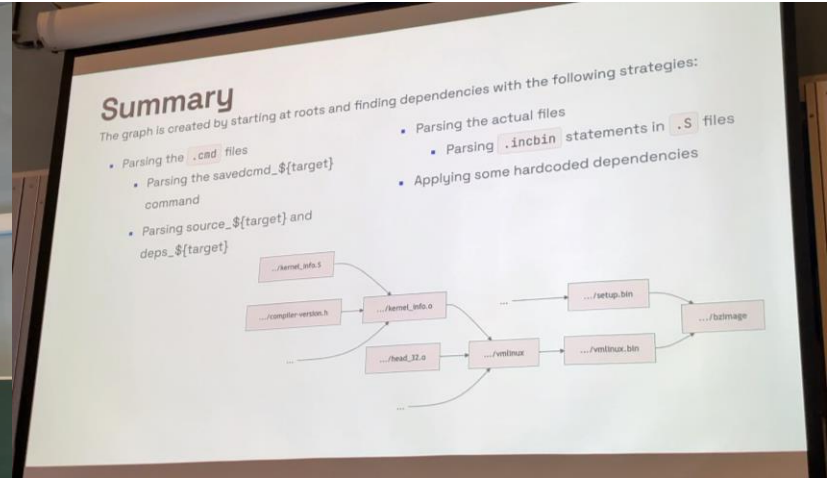 Summary
The graph is created by starting at roots and finding dependencies with the following strategies:
Parsing the .cmd files
Parsing the savedcmd_${target}
command
Parsing source_${target} and
deps_${target}
Parsing the actual files
Parsing .incbin statements in .S files
Applying some hardcoded dependencies
.../kernel_info.S
.../compiler-version.h
...
.../kernel_info.o
.../head_32.o
...
.../vmlinux
...
.../setup.bin
.../vmlinux.bin
.../bzImage